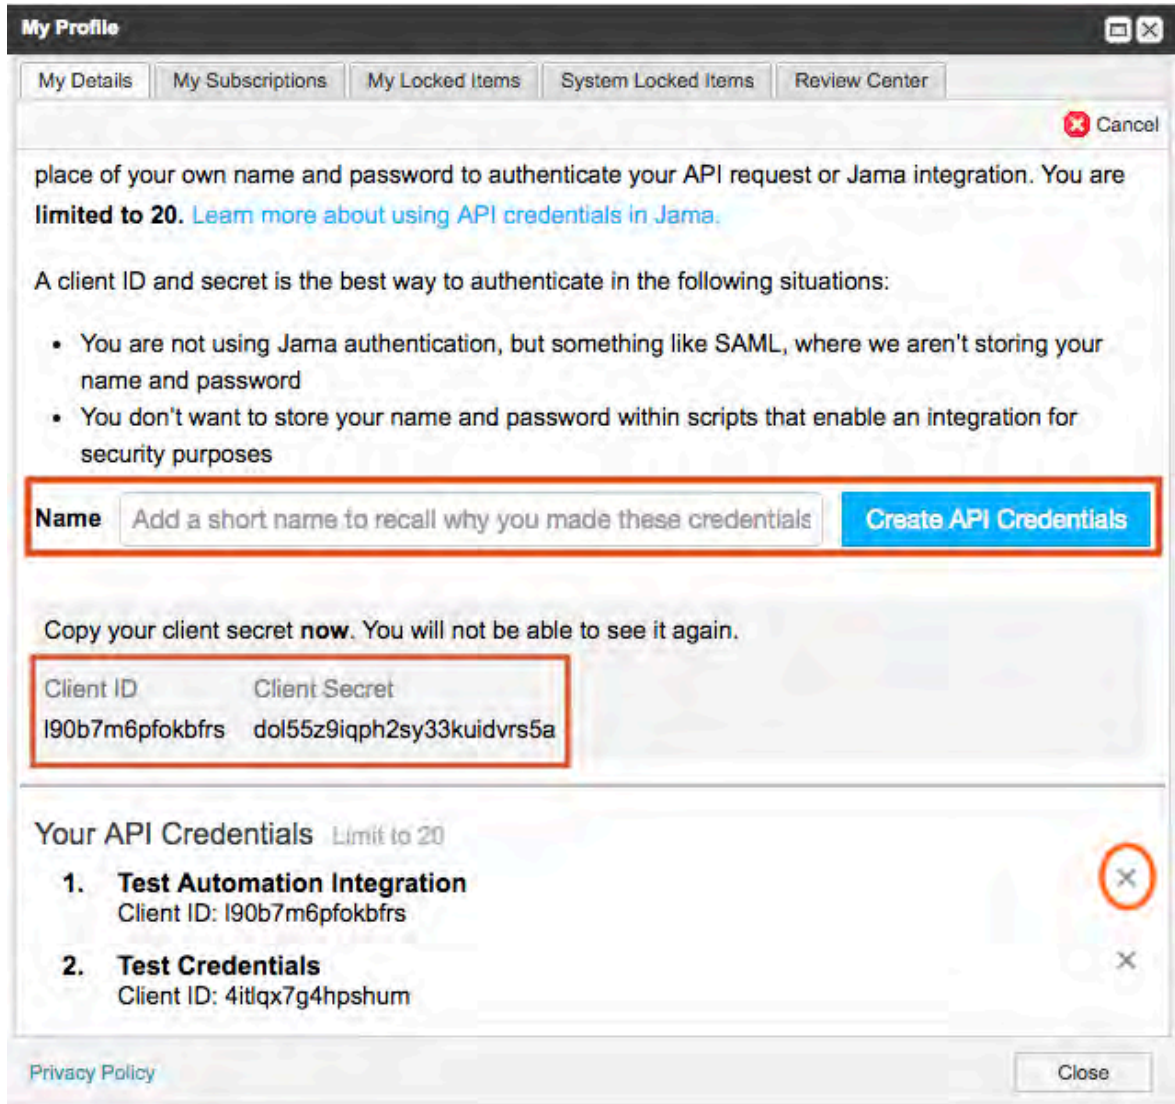 My Profile
My Details My Subscriptions My Locked Items System Locked Items Review Center
Cancel
place of your own name and password to authenticate your API request or Jama integration. You are
limited to 20. Learn more about using API credentials in Jama.
A client ID and secret is the best way to authenticate in the following situations:
• You are not using Jama authentication, but something like SAML, where we aren't storing your
name and password
• You don't want to store your name and password within scripts that enable an integration for
security purposes
Name Add a short name to recall why you made these credentials Create API Credentials
Copy your client secret now. You will not be able to see it again.
Client ID Client Secret
l90b7m6pfokbfrs dol55z9iqph2sy33kuidvrs5a
Your API Credentials Limit to 20
1. Test Automation Integration
Client ID: l90b7m6pfokbfrs
2. Test Credentials
Client ID: 4itlqx7g4hpshum
Privacy Policy Close